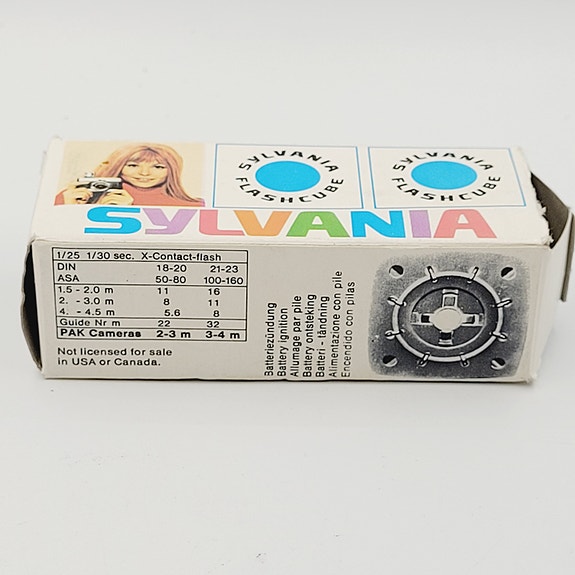 SYLVANIA
FLASHCUBE
SYLVANIA
FLASHCUBE
SYLVANIA
1/25 1/30 sec. X-Contact-flash
DIN 18-20 21-23
ASA 50-80 100-160
1.5 - 2.0 m 11 16
2. - 3.0 m 8 11
4. - 4.5 m 5.6 8
Guide Nr m 22 32
PAK Cameras 2-3 m 3-4 m
Not licensed for sale
in USA or Canada.
Batteriezündung
Battery ignition
Allumage par pile
Battery ontsteking
Batteri - tändning
Alimentazione con pile
Encendido con pilas